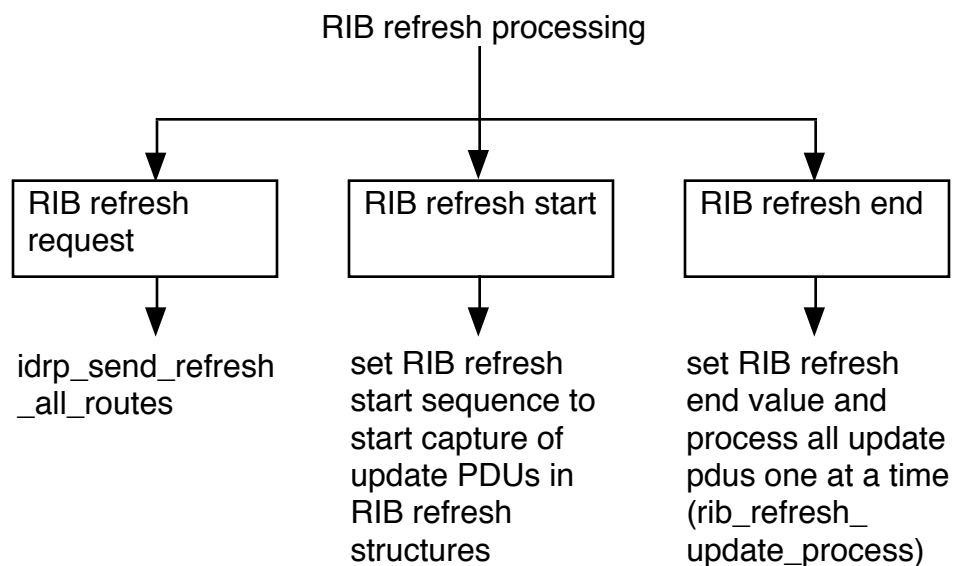 RIB refresh processing
RIB refresh
request
RIB refresh start
RIB refresh end
idrp_send_refresh
_all_routes
set RIB refresh
start sequence to
start capture of
update PDUs in
RIB refresh
structures
set RIB refresh
end value and
process all update
pdus one at a time
(rib_refresh_
update_process)